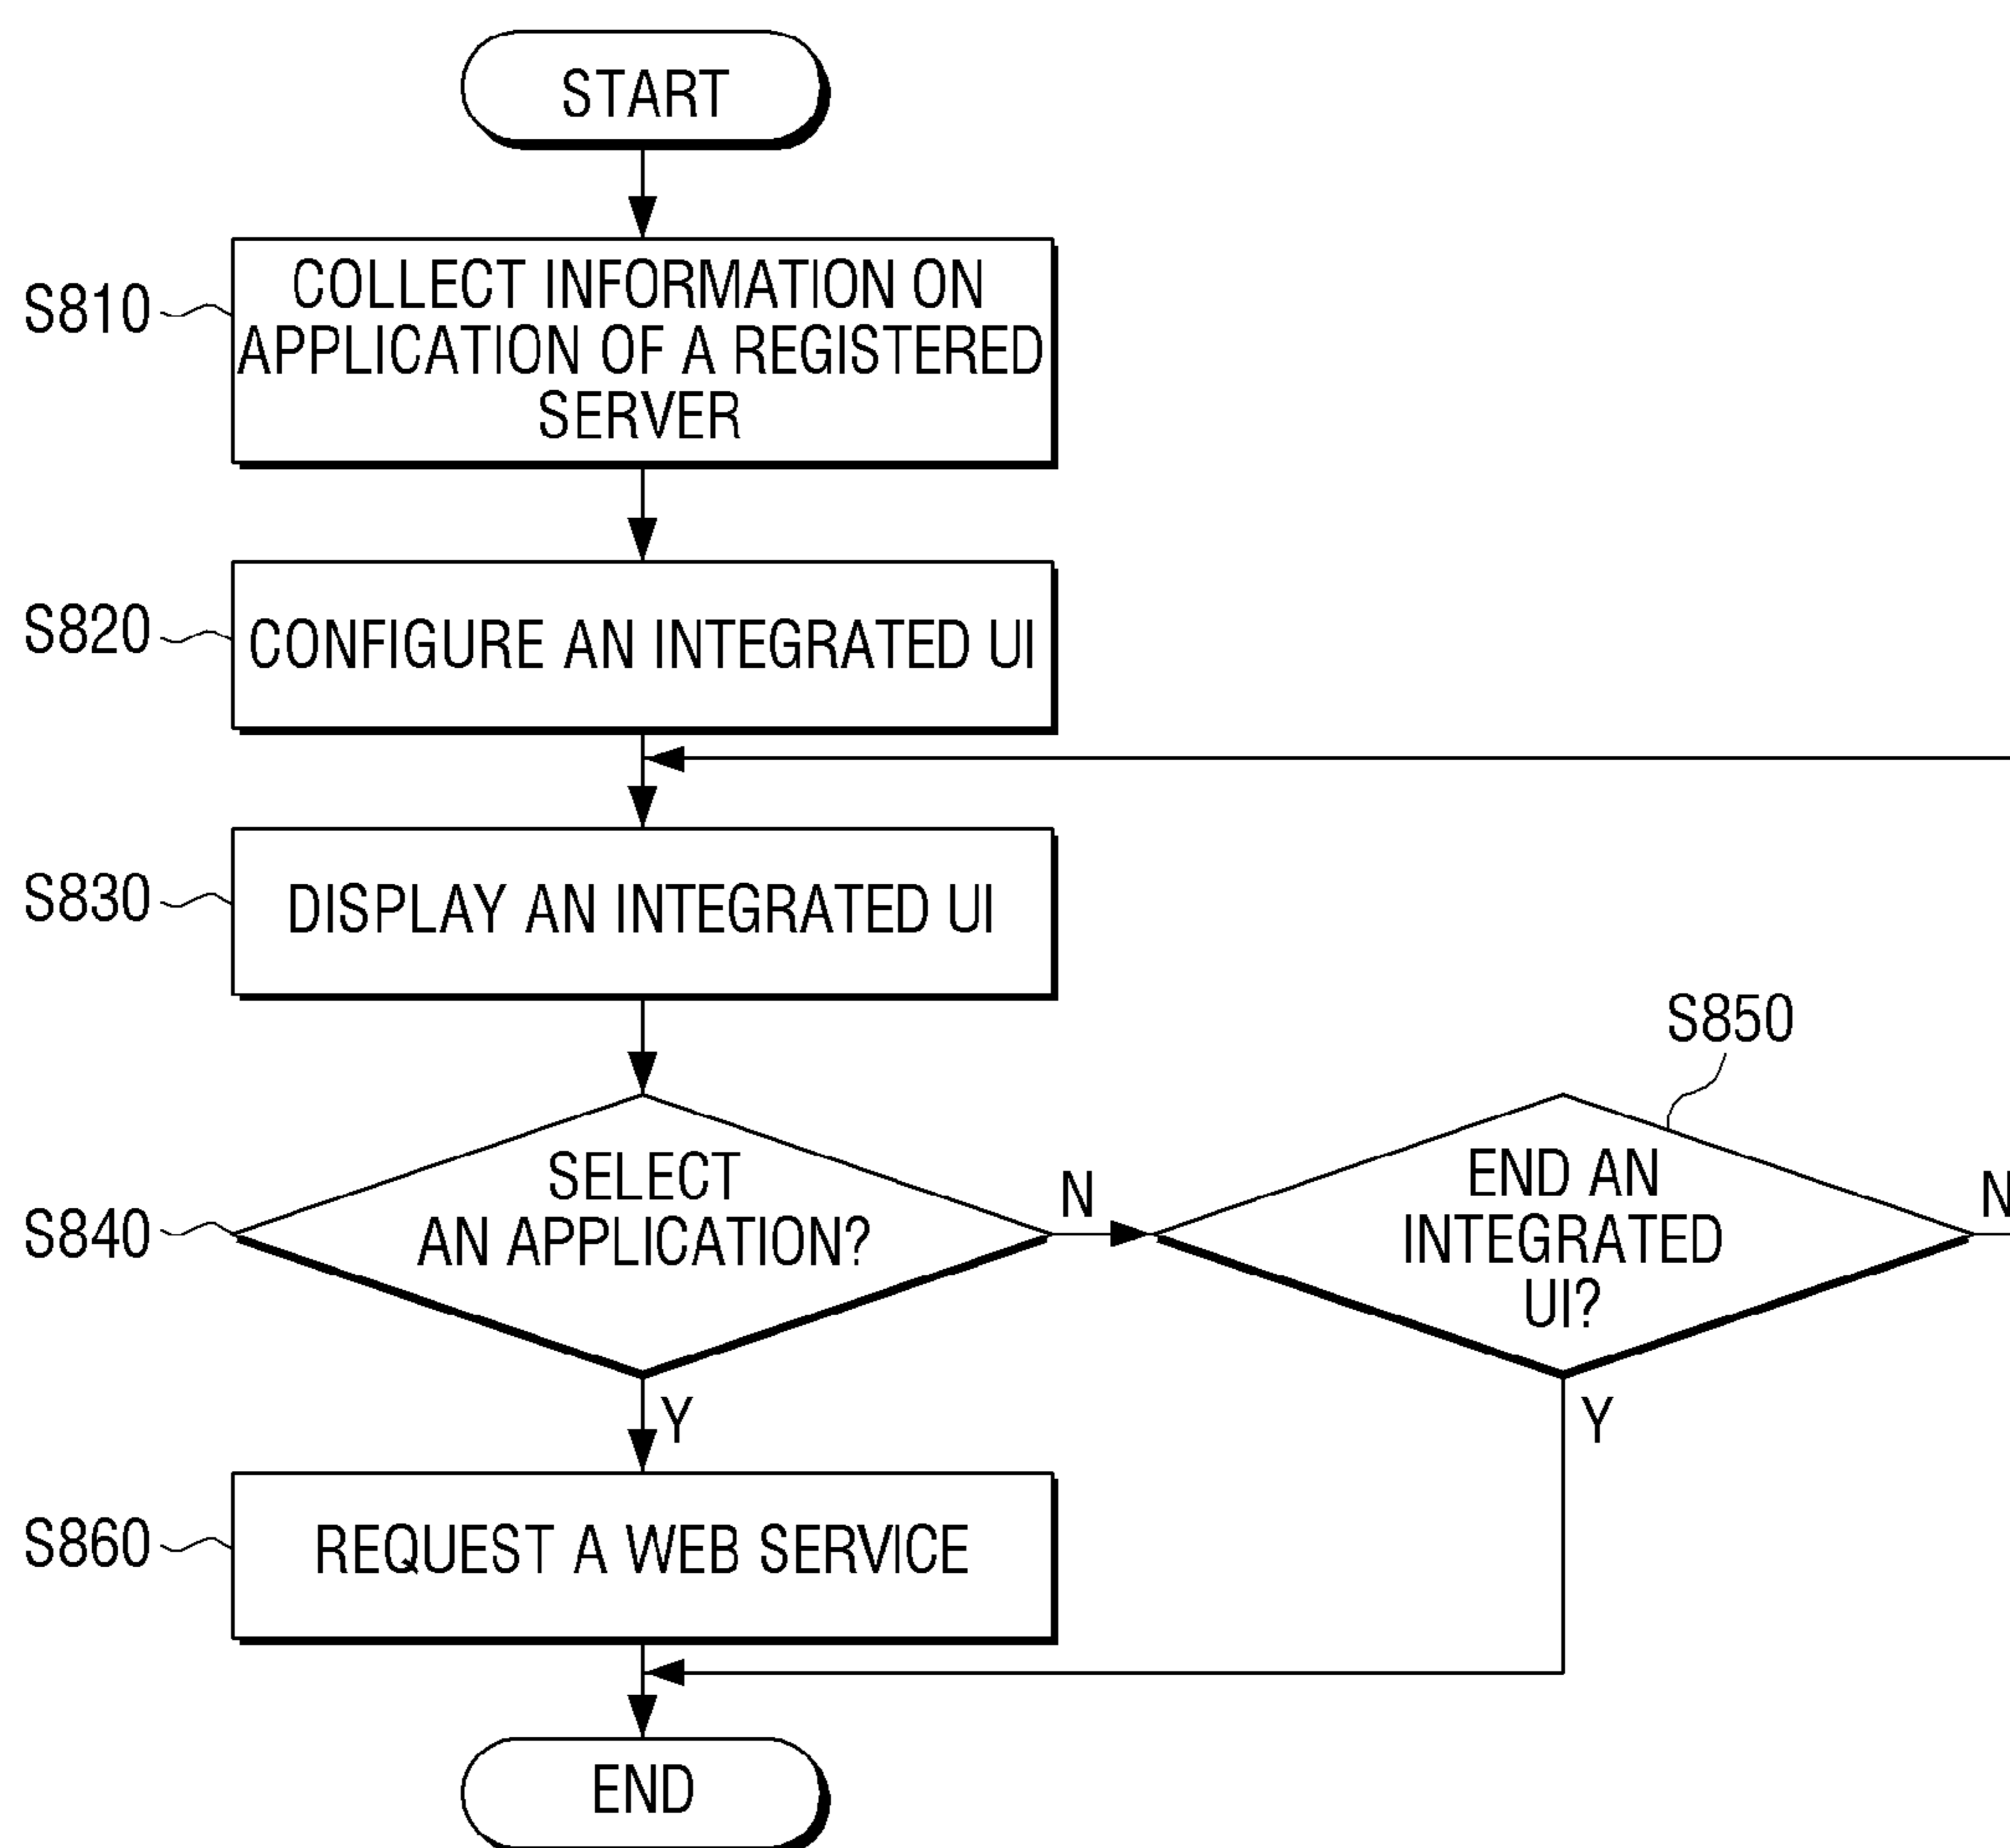 START
S810
COLLECT INFORMATION ON
APPLICATION OF A REGISTERED
SERVER
S820
CONFIGURE AN INTEGRATED UI
S830
DISPLAY AN INTEGRATED UI
S840
SELECT
AN APPLICATION?
N
S850
END AN
INTEGRATED
UI?
N
Y
Y
S860
REQUEST A WEB SERVICE
END